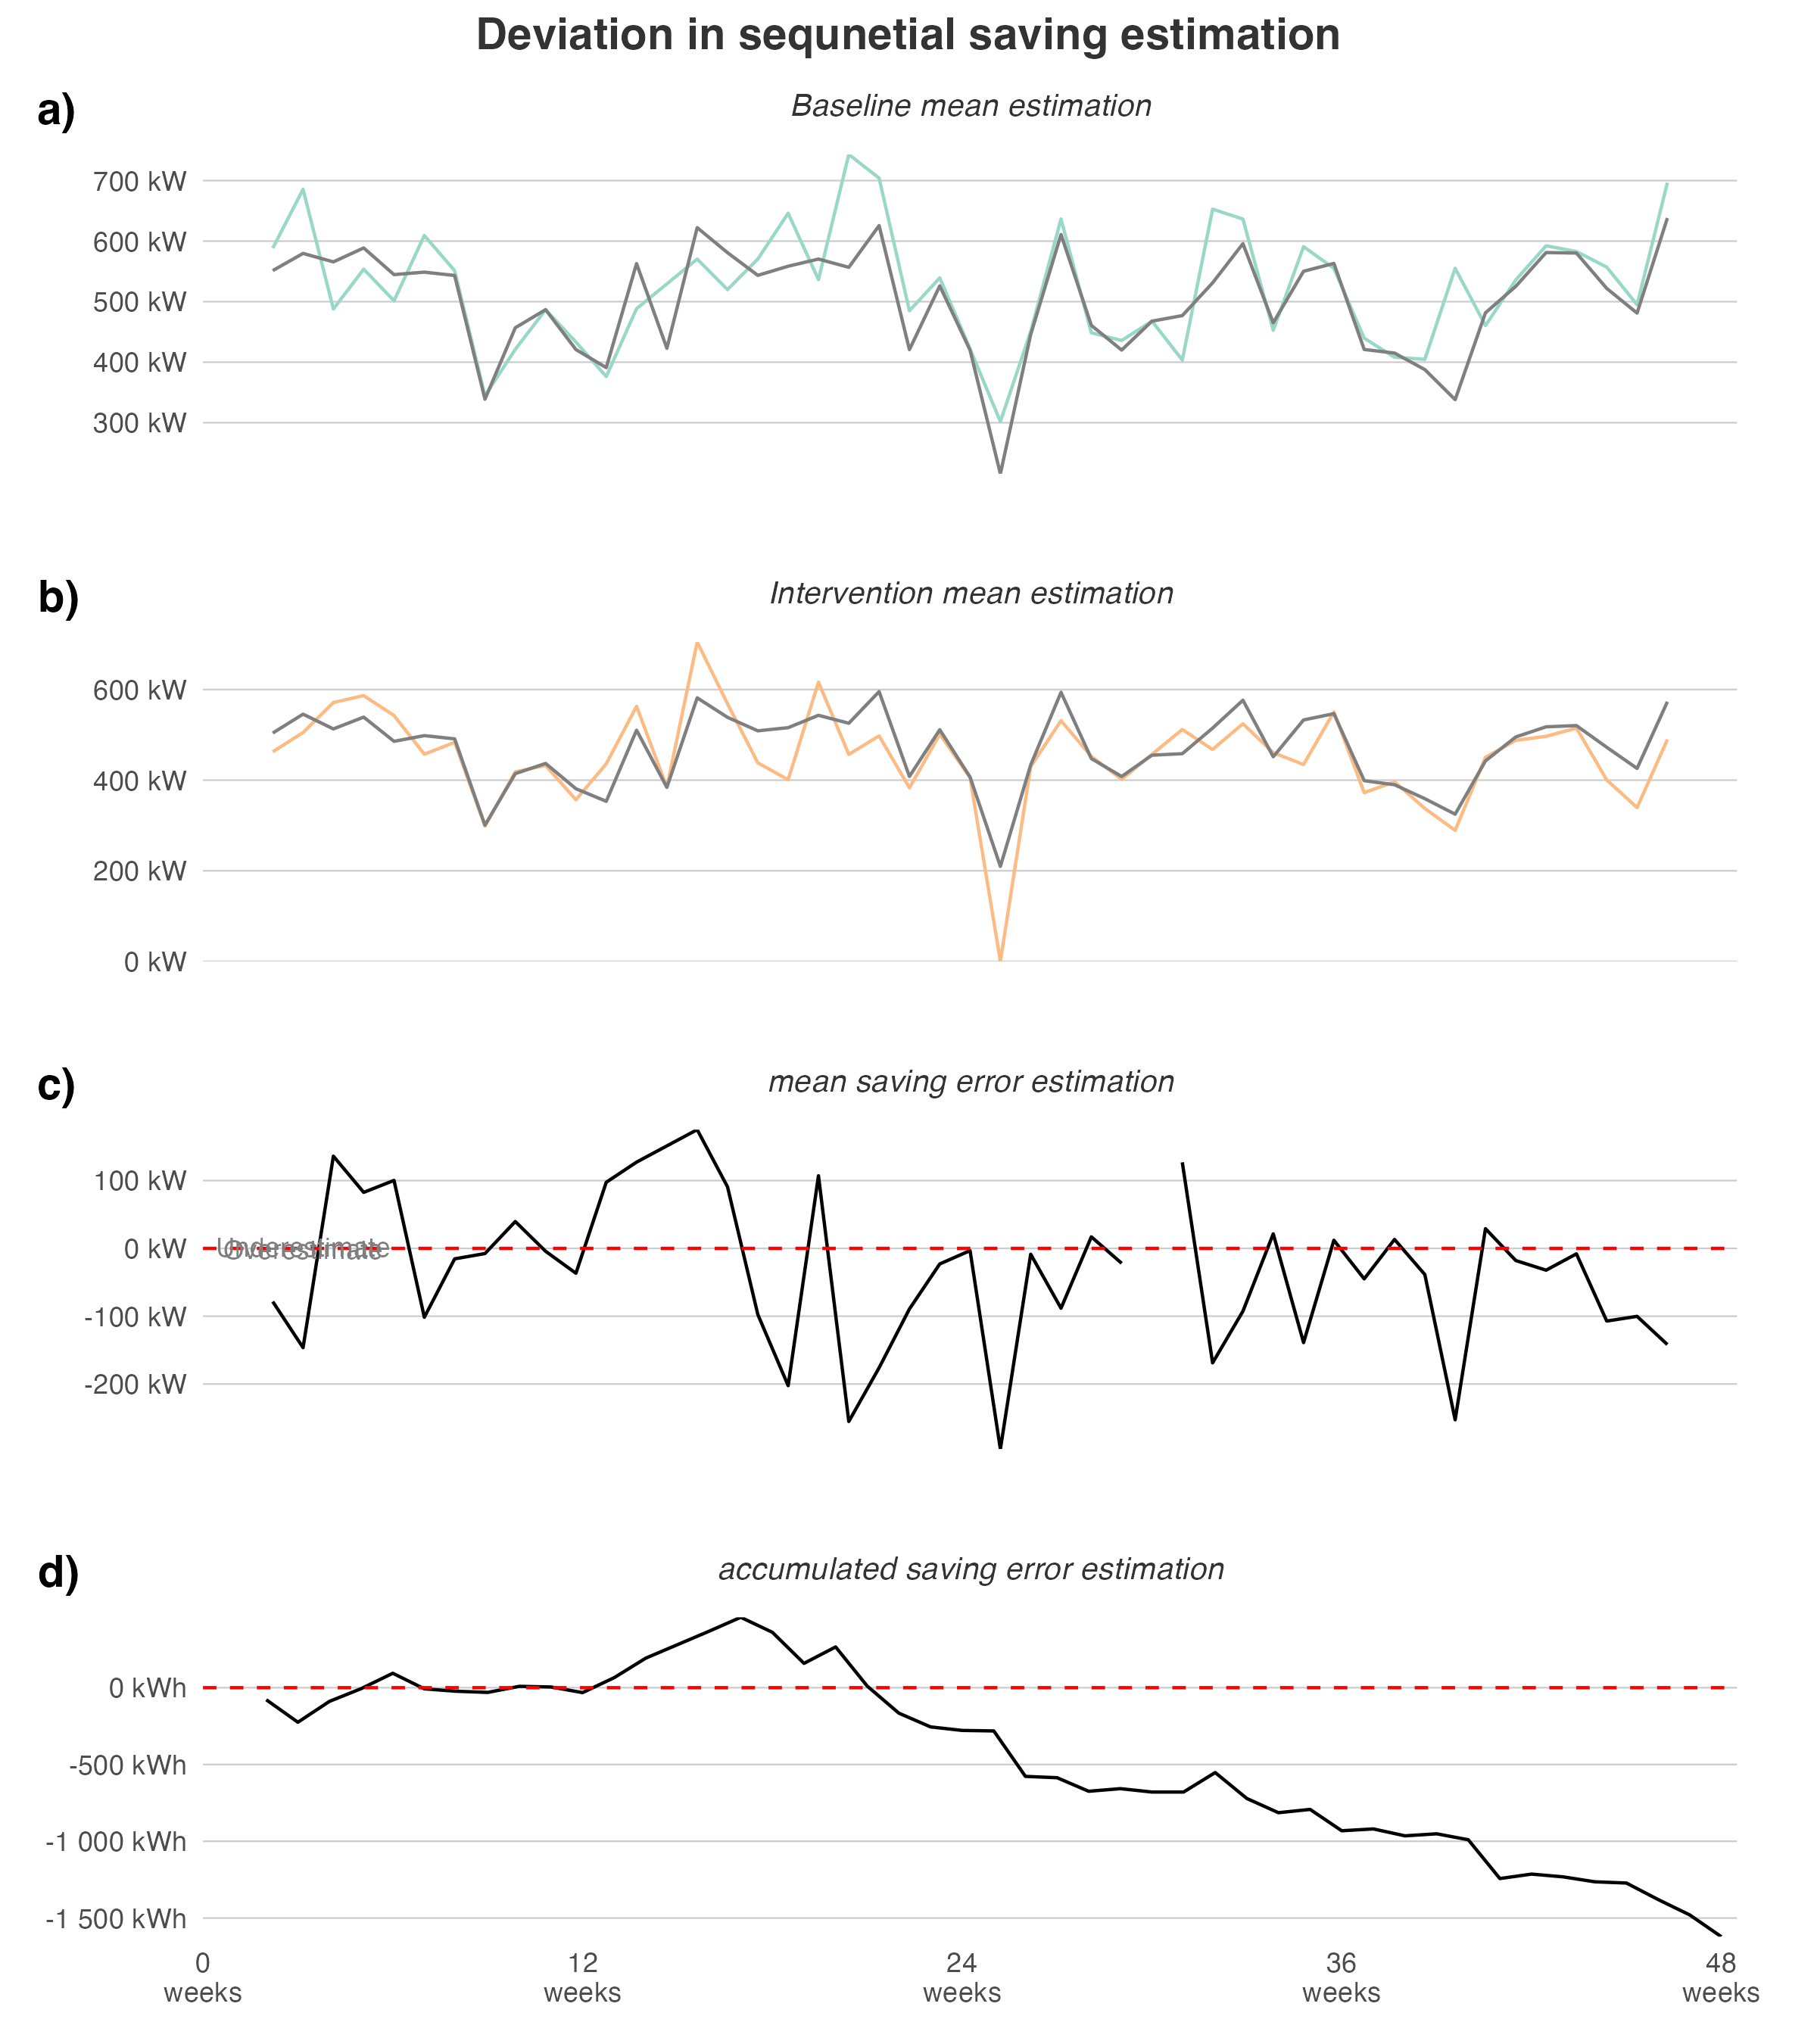 Deviation in sequnetial saving estimation
a)
Baseline mean estimation
700 kW
600 kW
500 kW
400 kW
300 kW
b)
Intervention mean estimation
600 kW
400 kW
200 kW
0 kW
c)
mean saving error estimation
100 kW
0 kW
Underestimate
Overestimate
-100 kW
-200 kW
d)
accumulated saving error estimation
0 kWh
-500 kWh
-1 000 kWh
-1 500 kWh
0 weeks
12 weeks
24 weeks
36 weeks
48 weeks